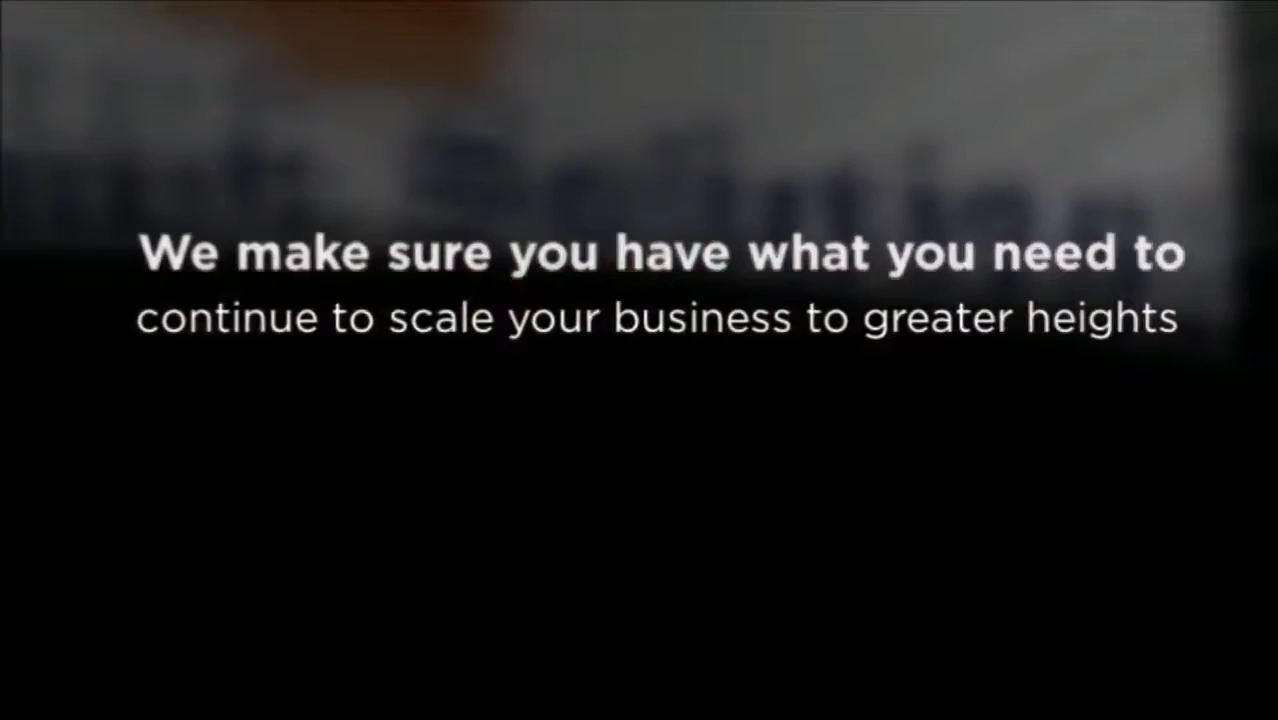 We make sure you have what you need to
continue to scale your business to greater heights